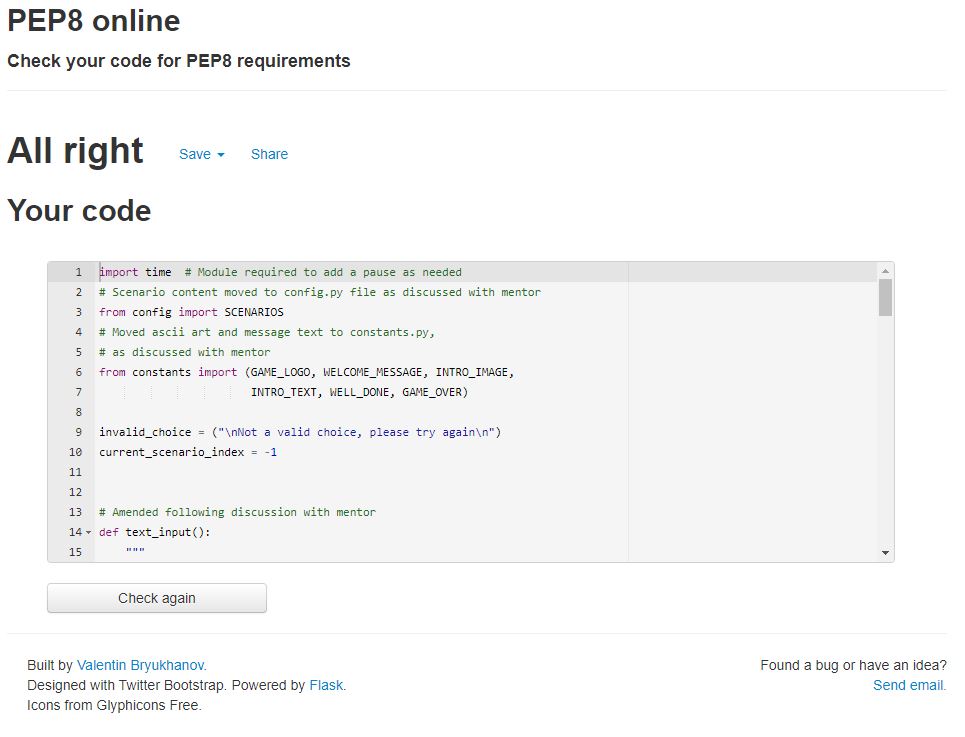 PEP8 online
Check your code for PEP8 requirements
All right Save Share
Your code
1 import time  # Module required to add a pause as needed
2 # Scenario content moved to config.py file as discussed with mentor
3 from config import SCENARIOS
4 # Moved ascii art and message text to constants.py,
5 # as discussed with mentor
6 from constants import (GAME_LOGO, WELCOME_MESSAGE, INTRO_IMAGE,
7                        INTRO_TEXT, WELL_DONE, GAME_OVER)
8
9 invalid_choice = ("\nNot a valid choice, please try again\n")
10 current_scenario_index = -1
11
12
13 # Amended following discussion with mentor
14 def text_input():
15     """
Check again
Built by Valentin Bryukhanov. Found a bug or have an idea?
Designed with Twitter Bootstrap. Powered by Flask. Send email.
Icons from Glyphicons Free.